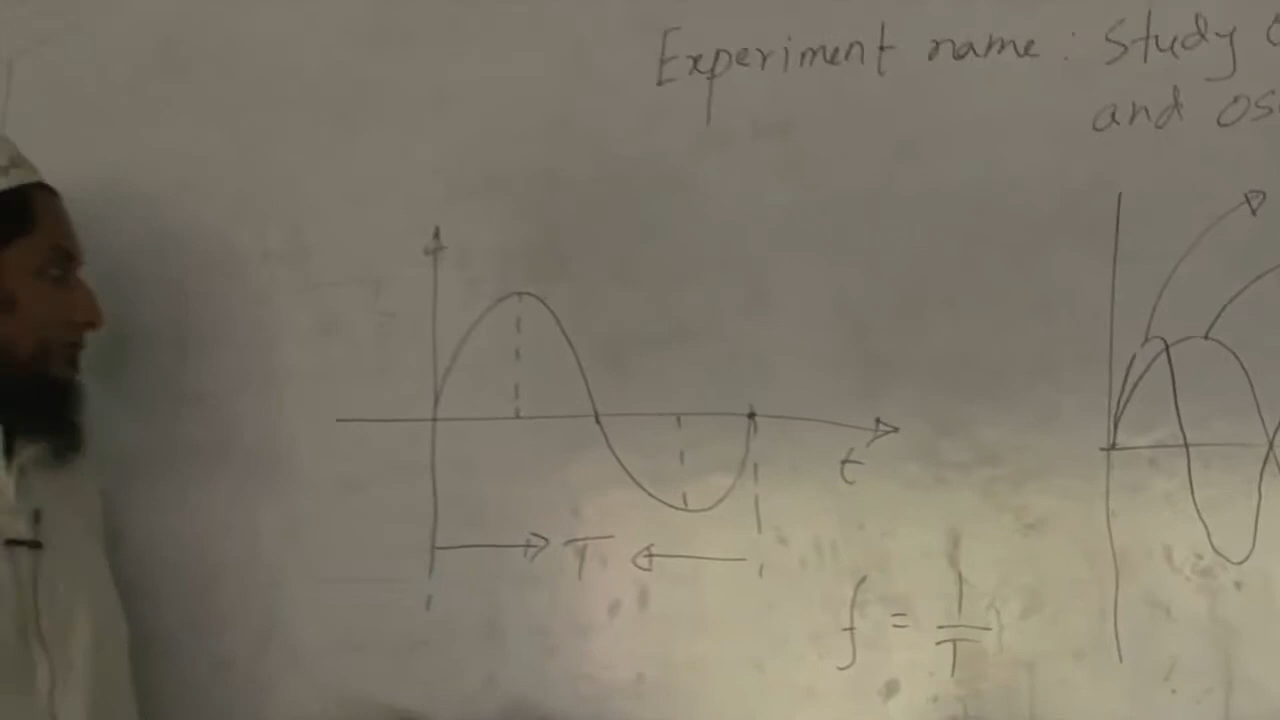 Experiment name : Study
and
t
T
f = 1/T